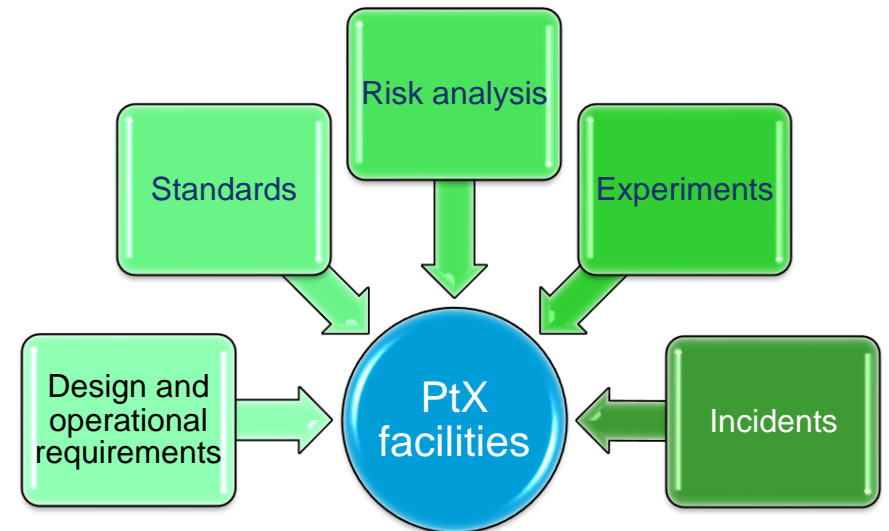 Risk analysis
Standards
Experiments
Design and
operational
requirements
PtX
facilities
Incidents